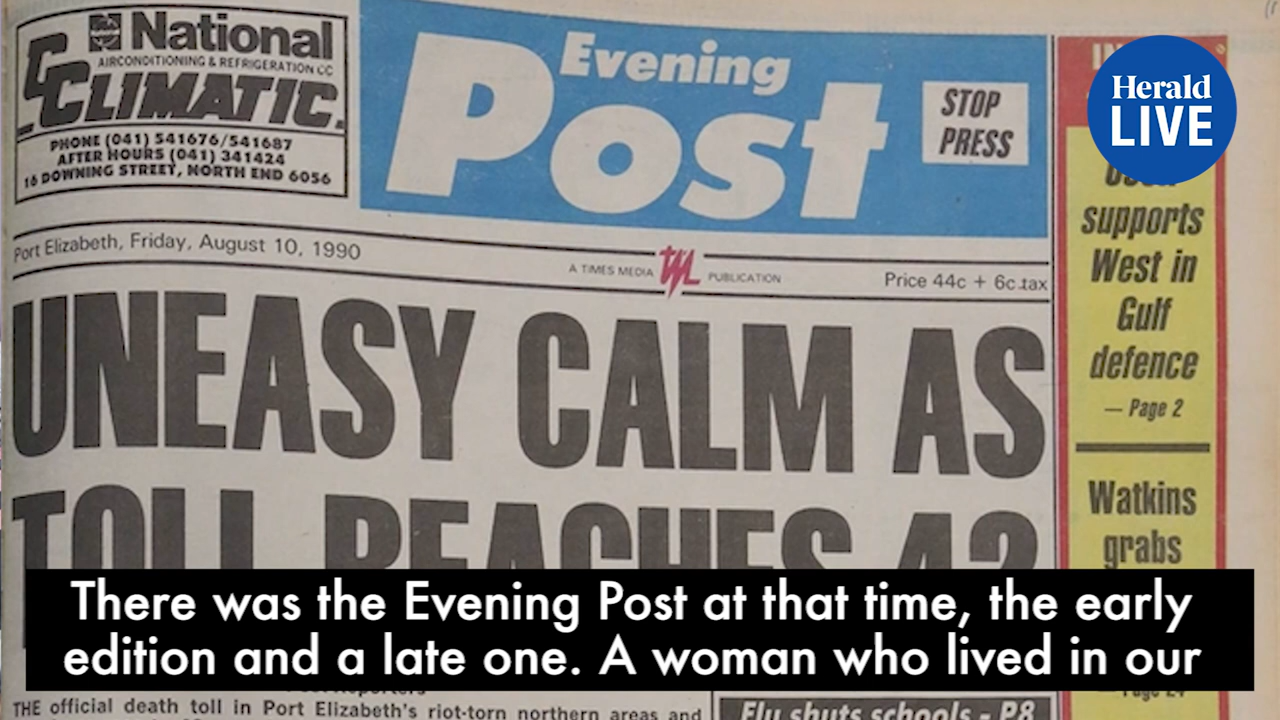 National
AIRCONDITIONING & REFRIGERATION CC
CLIMATIC.
PHONE (041) 541676/541687
AFTER HOURS (041) 341424
16 DOWNING STREET, NORTH END 6056
Evening
Post
STOP
PRESS
Herald
LIVE
supports
West in
Gulf
defence
— Page 2
Watkins
grabs
Port Elizabeth, Friday, August 10, 1990
A TIMES MEDIA TML PUBLICATION
Price 44c + 6c tax
UNEASY CALM AS
TOLL REACHES
There was the Evening Post at that time, the early
edition and a late one. A woman who lived in our
THE official death toll in Port Elizabeth's riot-torn northern areas and
Flu shuts schools - P8